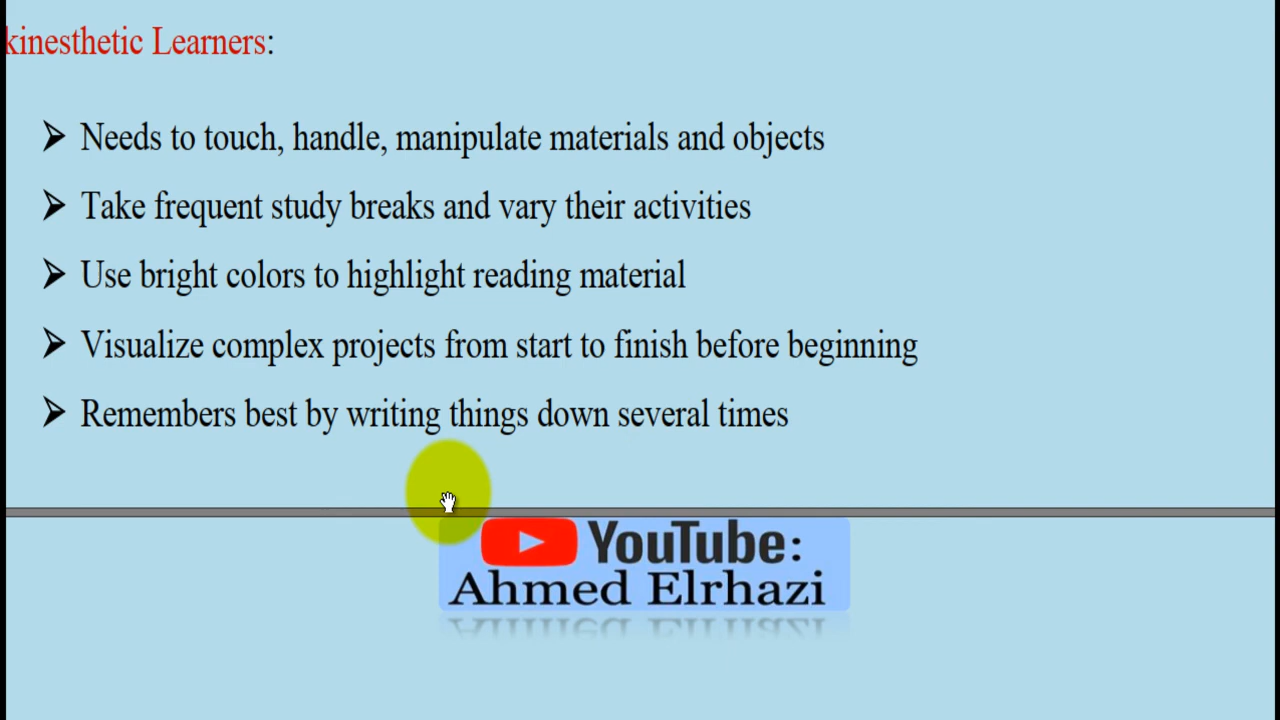 kinesthetic Learners:
➢ Needs to touch, handle, manipulate materials and objects
➢ Take frequent study breaks and vary their activities
➢ Use bright colors to highlight reading material
➢ Visualize complex projects from start to finish before beginning
➢ Remembers best by writing things down several times
YouTube:
Ahmed Elrhazi